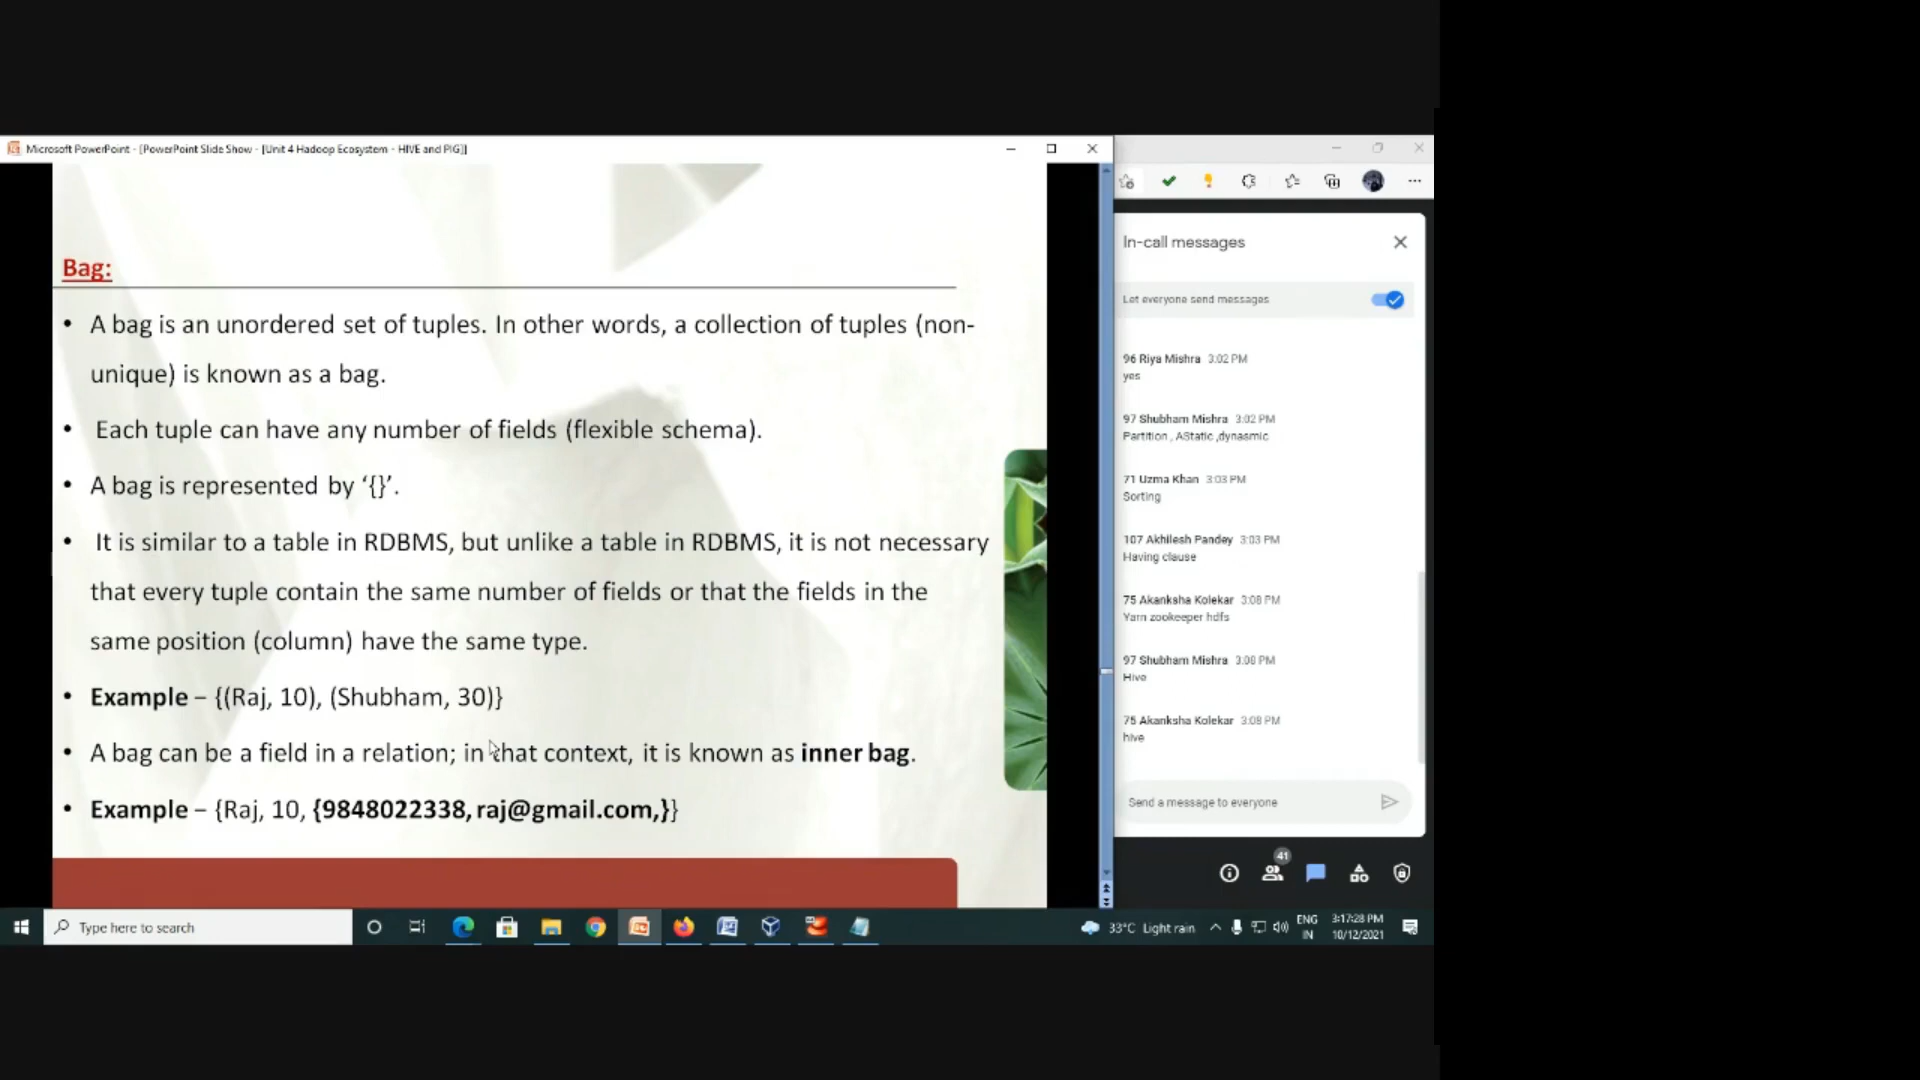 Microsoft PowerPoint - [PowerPoint Slide Show - [Unit 4 Hadoop Ecosystem - HIVE and PIG]]
Bag:
• A bag is an unordered set of tuples. In other words, a collection of tuples (non-
unique) is known as a bag.
• Each tuple can have any number of fields (flexible schema).
• A bag is represented by ‘{}’.
• It is similar to a table in RDBMS, but unlike a table in RDBMS, it is not necessary
that every tuple contain the same number of fields or that the fields in the
same position (column) have the same type.
• Example – {(Raj, 10), (Shubham, 30)}
• A bag can be a field in a relation; in that context, it is known as inner bag.
• Example – {Raj, 10, {9848022338, raj@gmail.com,}}
In-call messages
Let everyone send messages
96 Riya Mishra 3:02 PM
yes
97 Shubham Mishra 3:02 PM
Partition , AStatic ,dynasmic
71 Uzma Khan 3:03 PM
Sorting
107 Akhilesh Pandey 3:03 PM
Having clause
75 Akanksha Kolekar 3:08 PM
Yarn zookeeper hdfs
97 Shubham Mishra 3:08 PM
Hive
75 Akanksha Kolekar 3:08 PM
hive
Send a message to everyone
41
Type here to search
33°C Light rain
ENG
IN
3:17:28 PM
10/12/2021